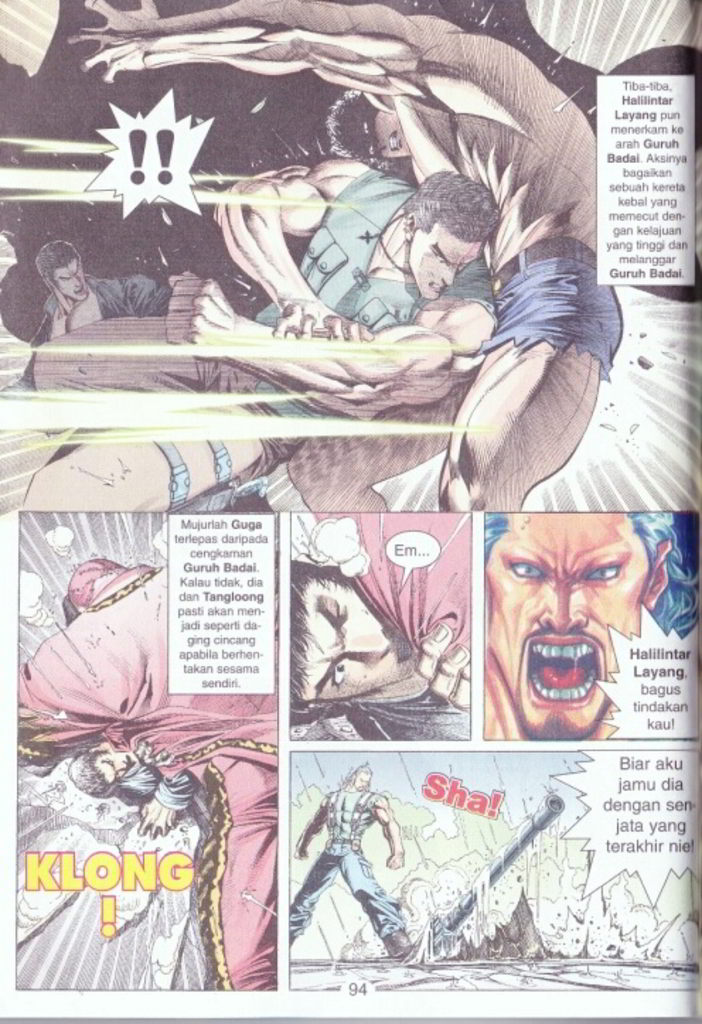 !!
Tiba-tiba,
Halilintar
Layang pun
menerkam ke
arah Guruh
Badai. Aksinya
bagaikan
sebuah kereta
kebal yang
memecut den-
gan kelajuan
yang tinggi dan
melanggar
Guruh Badai.
Mujurlah Guga
terlepas daripada
cengkaman
Guruh Badai.
Kalau tidak, dia
dan Tangloong
pasti akan men-
jadi seperti da-
ging cincang
apabila berhen-
takan sesama
sendiri.
KLONG
!
Em...
Halilintar
Layang,
bagus
tindakan
kau!
Sha!
Biar aku
jamu dia
dengan sen-
jata yang
terakhir nie!
94